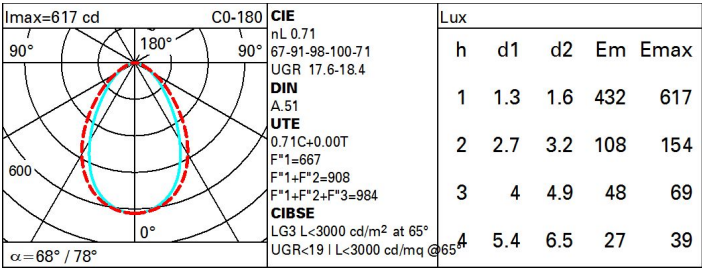 Imax=617 cd C0-180
90° 180° 90°
600
0°
α=68° / 78°
CIE
nL 0.71
67-91-98-100-71
UGR 17.6-18.4
DIN
A.51
UTE
0.71C+0.00T
F"1=667
F"1+F"2=908
F"1+F"2+F"3=984
CIBSE
LG3 L<3000 cd/m² at 65°
UGR<19 | L<3000 cd/mq @65°
Lux
h d1 d2 Em Emax
1 1.3 1.6 432 617
2 2.7 3.2 108 154
3 4 4.9 48 69
4 5.4 6.5 27 39